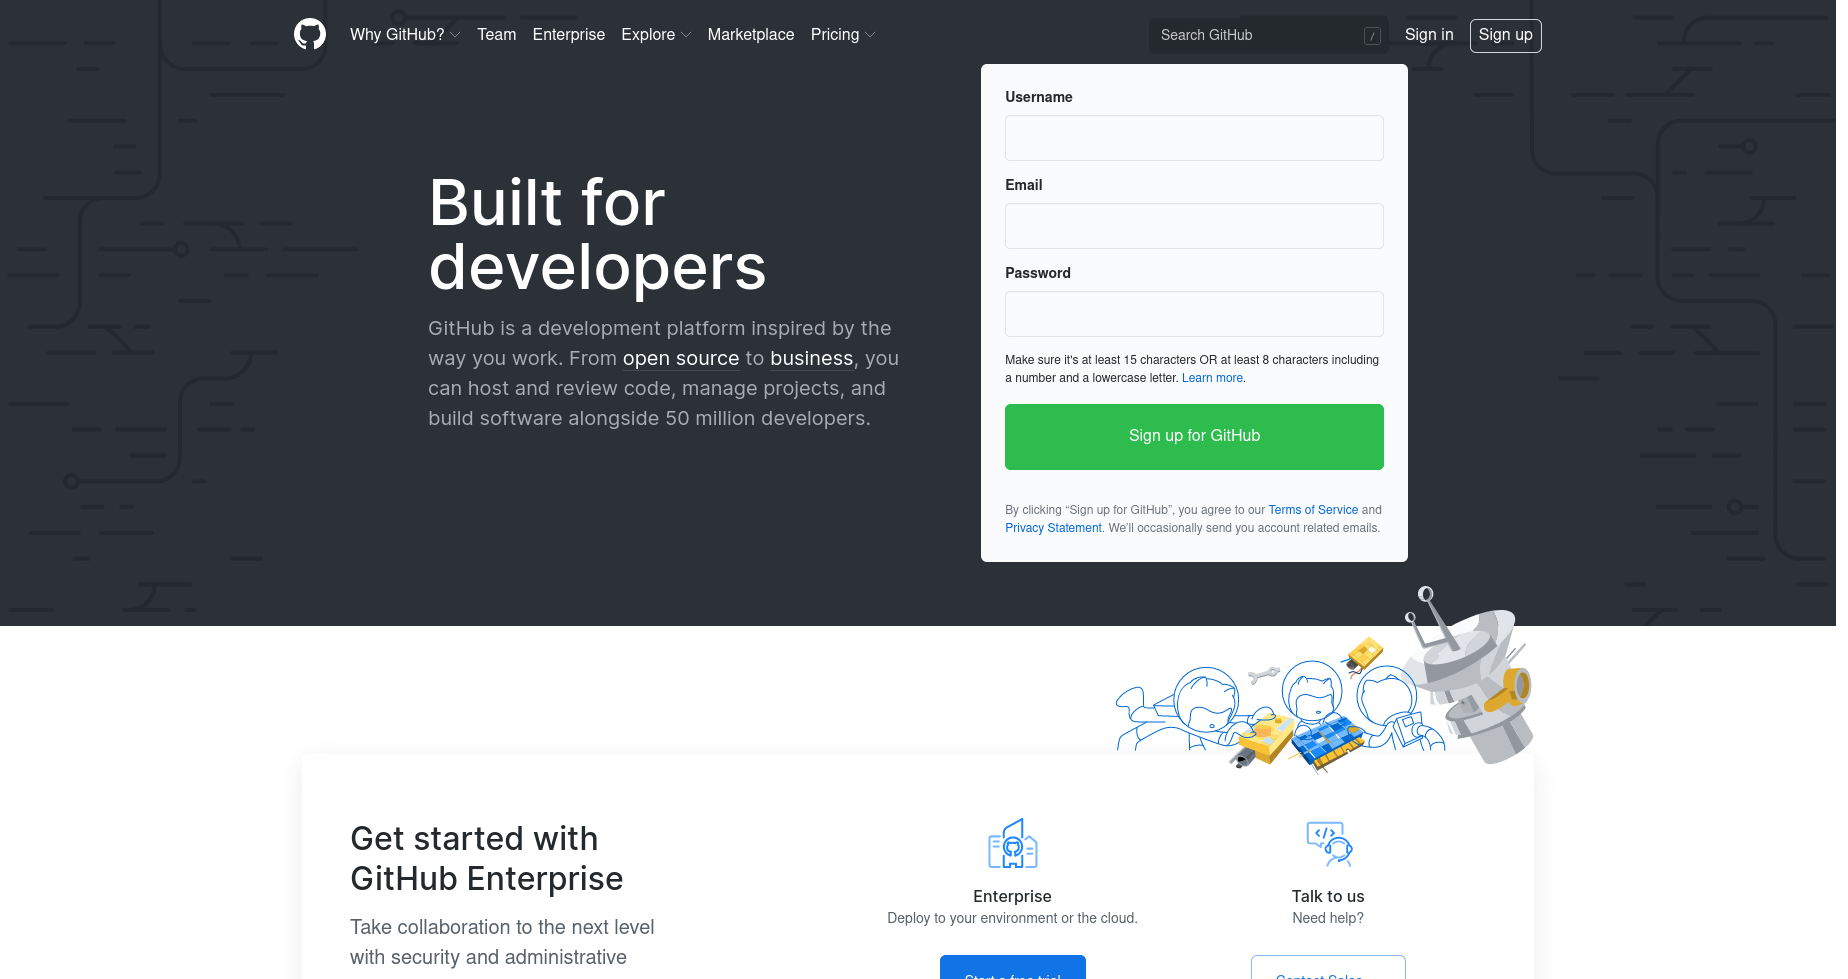 Why GitHub? Team Enterprise Explore Marketplace Pricing
Search GitHub /
Sign in
Sign up
Built for
developers
GitHub is a development platform inspired by the
way you work. From open source to business, you
can host and review code, manage projects, and
build software alongside 50 million developers.
Username
Email
Password
Make sure it's at least 15 characters OR at least 8 characters including
a number and a lowercase letter. Learn more.
Sign up for GitHub
By clicking “Sign up for GitHub”, you agree to our Terms of Service and
Privacy Statement. We’ll occasionally send you account related emails.
Get started with
GitHub Enterprise
Take collaboration to the next level
with security and administrative
Enterprise
Deploy to your environment or the cloud.
Start a free trial
Talk to us
Need help?
Contact Sales